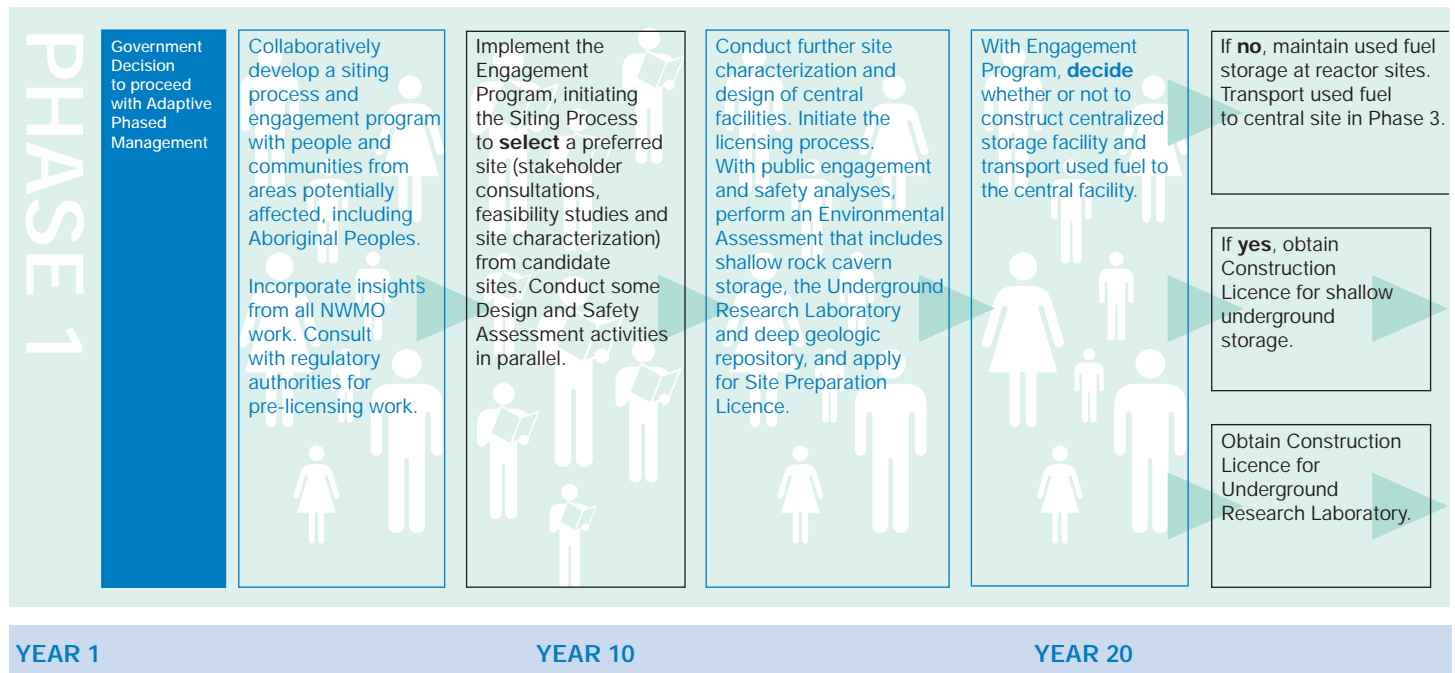 PHASE 1
Government
Decision
to proceed
with Adaptive
Phased
Management
Collaboratively
develop a siting
process and
engagement program
with people and
communities from
areas potentially
affected, including
Aboriginal Peoples.
Incorporate insights
from all NWMO
work. Consult
with regulatory
authorities for
pre-licensing work.
Implement the
Engagement
Program, initiating
the Siting Process
to select a preferred
site (stakeholder
consultations,
feasibility studies and
site characterization)
from candidate
sites. Conduct some
Design and Safety
Assessment activities
in parallel.
Conduct further site
characterization and
design of central
facilities. Initiate the
licensing process.
With public engagement
and safety analyses,
perform an Environmental
Assessment that includes
shallow rock cavern
storage, the Underground
Research Laboratory
and deep geologic
repository, and apply
for Site Preparation
Licence.
With Engagement
Program, decide
whether or not to
construct centralized
storage facility and
transport used fuel to
the central facility.
If no, maintain used fuel
storage at reactor sites.
Transport used fuel
to central site in Phase 3.
If yes, obtain
Construction
Licence for shallow
underground
storage.
Obtain Construction
Licence for
Underground
Research Laboratory.
YEAR 1
YEAR 10
YEAR 20